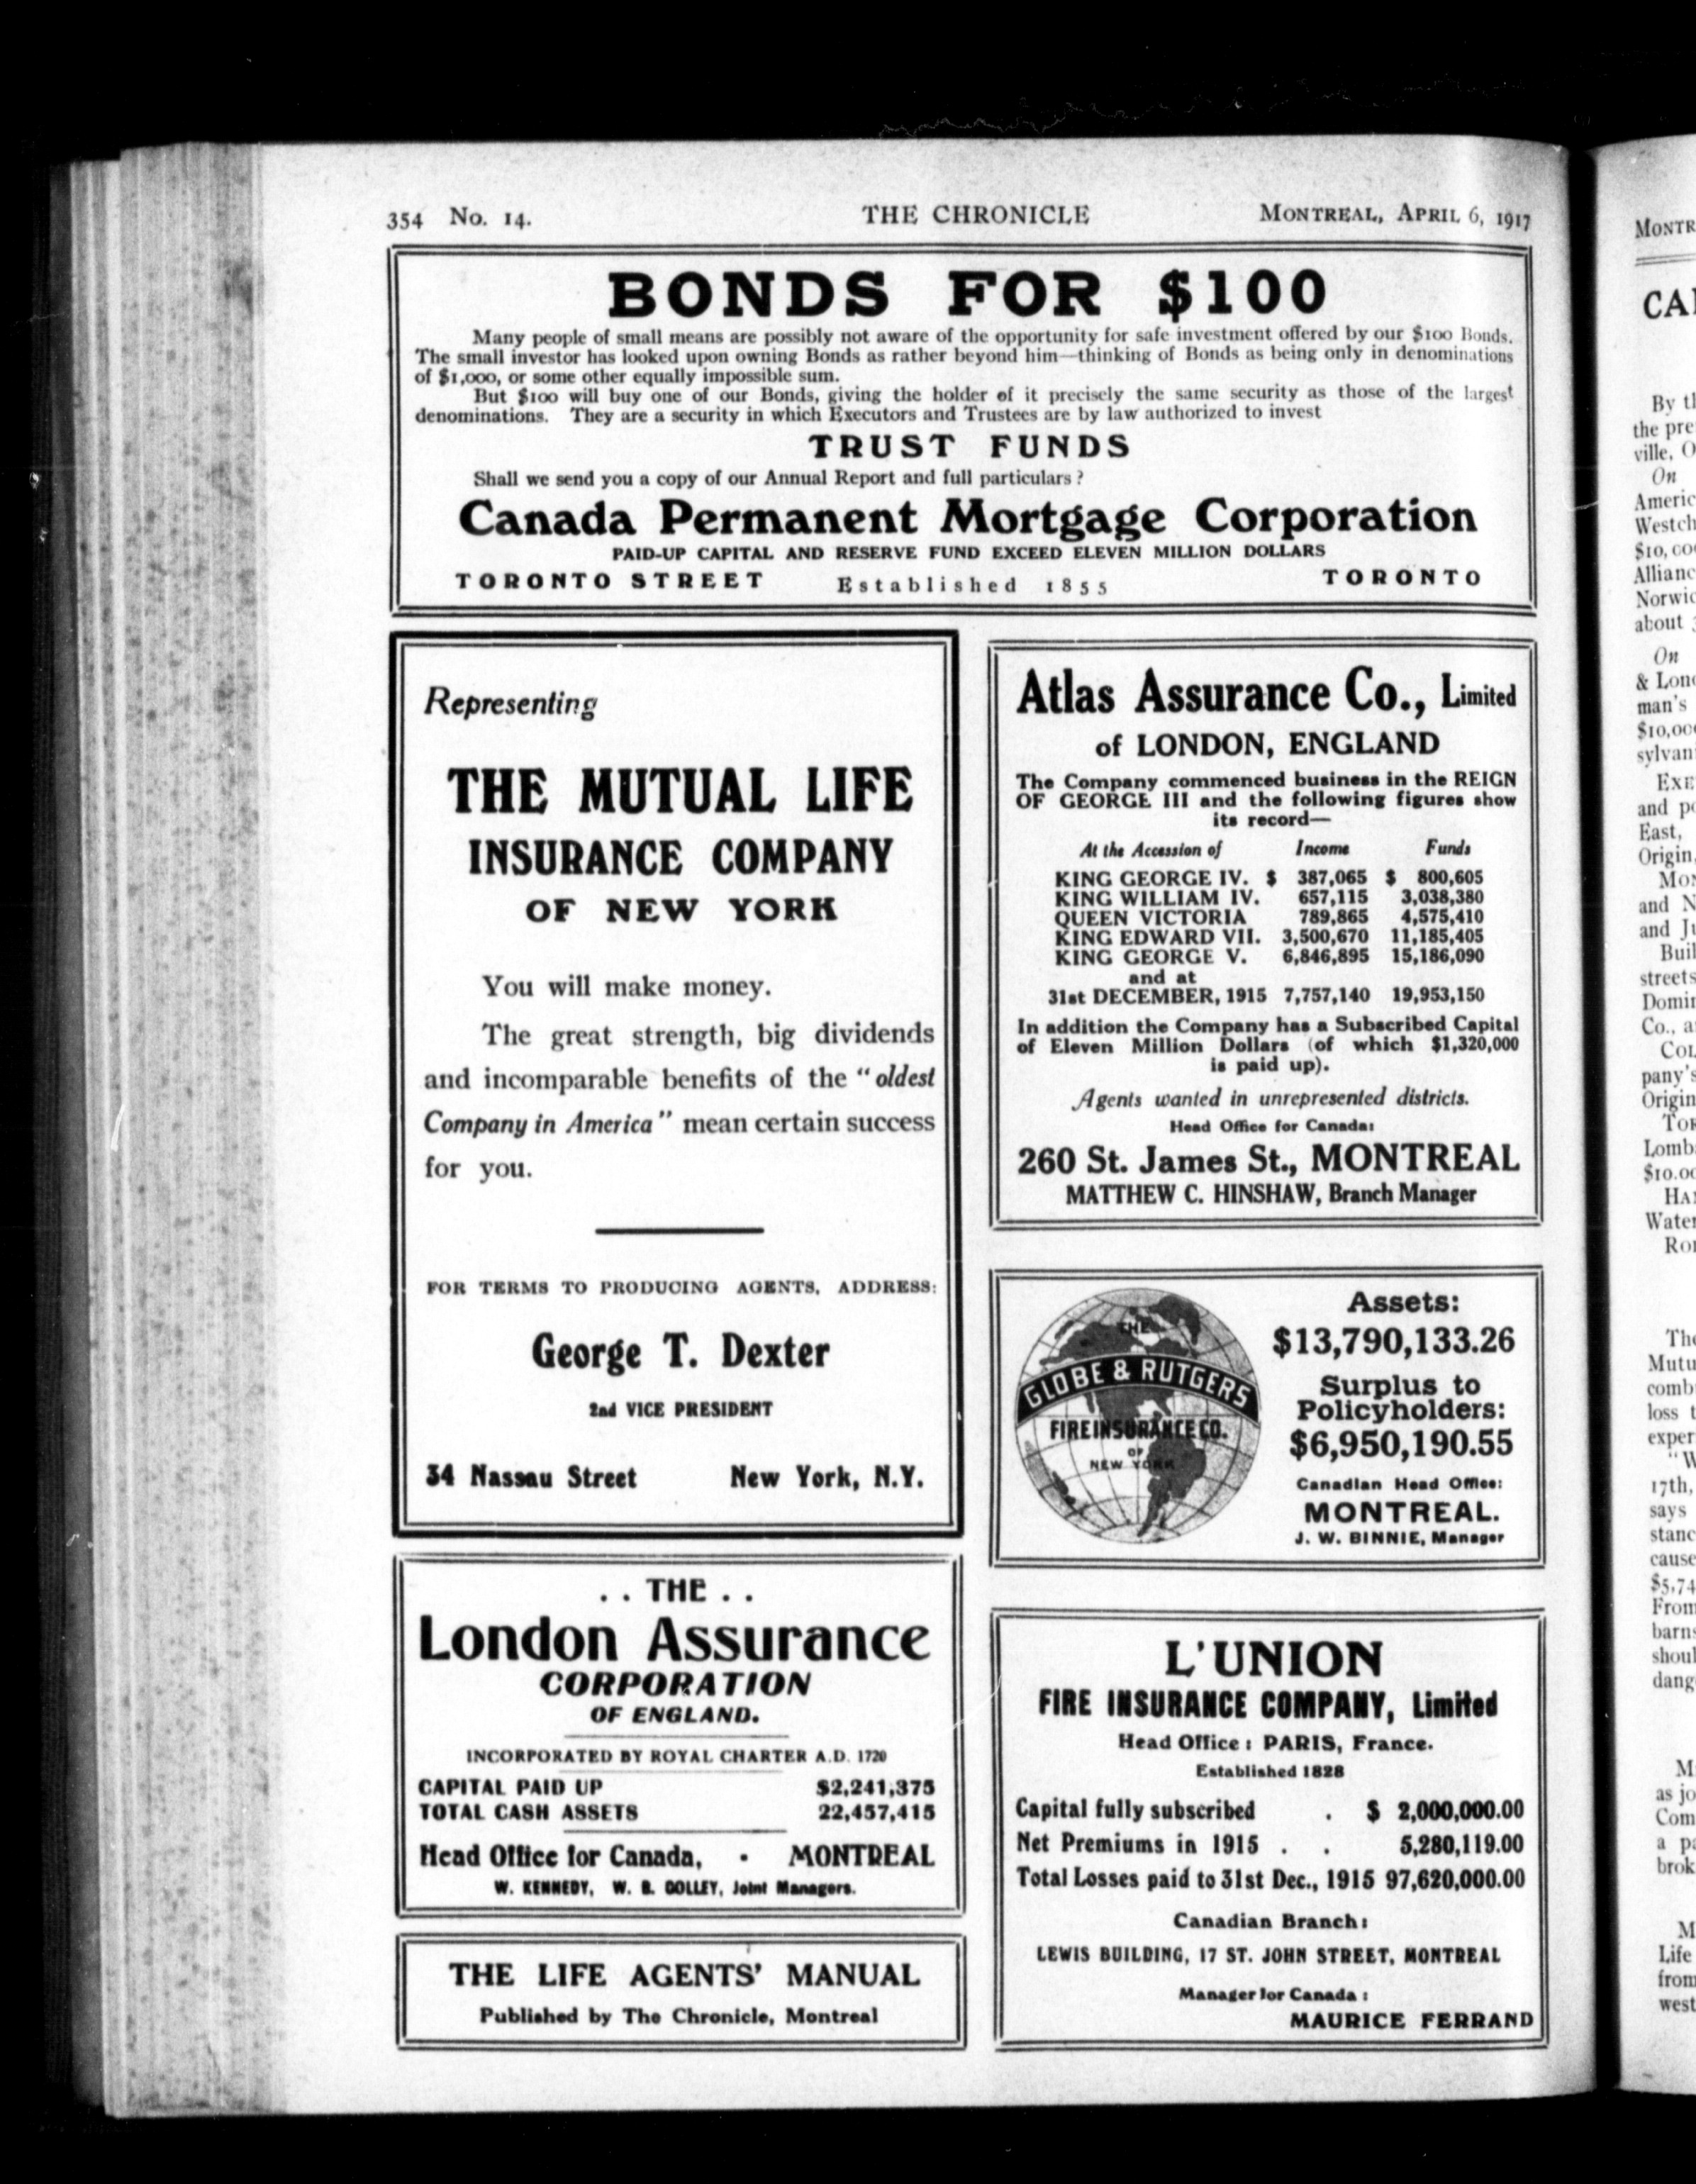 354 No. 14.
THE CHRONICLE
MONTREAL, APRIL 6, 1917
BONDS FOR $100
Many people of small means are possibly not aware of the opportunity for safe investment offered by our $100 Bonds.
The small investor has looked upon owning Bonds as rather beyond him—thinking of Bonds as being only in denominations
of $1,000, or some other equally impossible sum.
But $100 will buy one of our Bonds, giving the holder of it precisely the same security as those of the largest
denominations. They are a security in which Executors and Trustees are by law authorized to invest
TRUST FUNDS
Shall we send you a copy of our Annual Report and full particulars?
Canada Permanent Mortgage Corporation
PAID-UP CAPITAL AND RESERVE FUND EXCEED ELEVEN MILLION DOLLARS
TORONTO STREET Established 1855 TORONTO
Representing
THE MUTUAL LIFE
INSURANCE COMPANY
OF NEW YORK
You will make money.
The great strength, big dividends
and incomparable benefits of the "oldest
Company in America" mean certain success
for you.
FOR TERMS TO PRODUCING AGENTS, ADDRESS:
George T. Dexter
2nd VICE PRESIDENT
34 Nassau Street New York, N.Y.
. . THE . .
London Assurance
CORPORATION
OF ENGLAND.
INCORPORATED BY ROYAL CHARTER A.D. 1720
CAPITAL PAID UP $2,241,375
TOTAL CASH ASSETS 22,457,415
Head Office for Canada, - MONTREAL
W. KENNEDY, W. B. COLLEY, Joint Managers.
THE LIFE AGENTS' MANUAL
Published by The Chronicle, Montreal
Atlas Assurance Co., Limited
of LONDON, ENGLAND
The Company commenced business in the REIGN
OF GEORGE III and the following figures show
its record—
At the Accession of Income Funds
KING GEORGE IV. $ 387,065 $ 800,605
KING WILLIAM IV. 657,115 3,038,380
QUEEN VICTORIA 789,865 4,575,410
KING EDWARD VII. 3,500,670 11,185,405
KING GEORGE V. 6,846,895 15,186,090
and at
31st DECEMBER, 1915 7,757,140 19,953,150
In addition the Company has a Subscribed Capital
of Eleven Million Dollars (of which $1,320,000
is paid up).
Agents wanted in unrepresented districts.
Head Office for Canada:
260 St. James St., MONTREAL
MATTHEW C. HINSHAW, Branch Manager
THE
GLOBE & RUTGERS
FIRE INSURANCE CO.
OF
NEW YORK
Assets:
$13,790,133.26
Surplus to
Policyholders:
$6,950,190.55
Canadian Head Office:
MONTREAL.
J. W. BINNIE, Manager
L'UNION
FIRE INSURANCE COMPANY, Limited
Head Office: PARIS, France.
Established 1828
Capital fully subscribed . $ 2,000,000.00
Net Premiums in 1915 . . 5,280,119.00
Total Losses paid to 31st Dec., 1915 97,620,000.00
Canadian Branch:
LEWIS BUILDING, 17 ST. JOHN STREET, MONTREAL
Manager for Canada:
MAURICE FERRAND